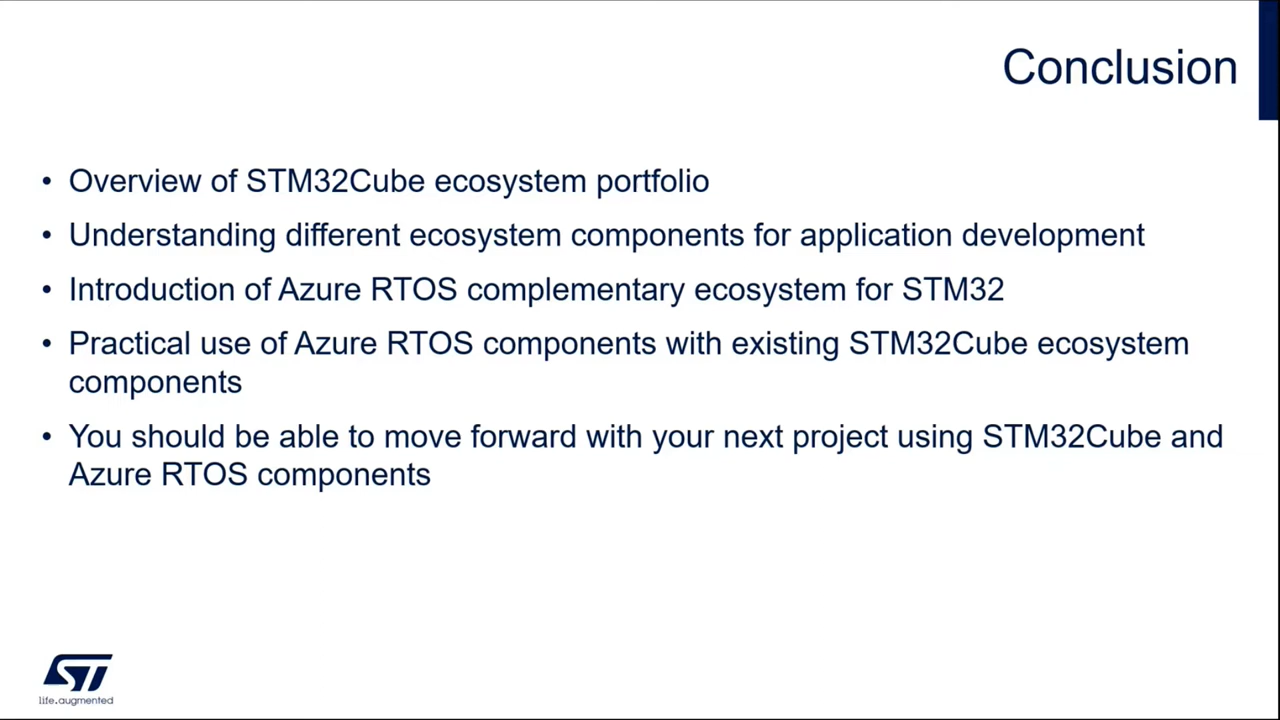 Conclusion
• Overview of STM32Cube ecosystem portfolio
• Understanding different ecosystem components for application development
• Introduction of Azure RTOS complementary ecosystem for STM32
• Practical use of Azure RTOS components with existing STM32Cube ecosystem
components
• You should be able to move forward with your next project using STM32Cube and
Azure RTOS components
ST
life.augmented